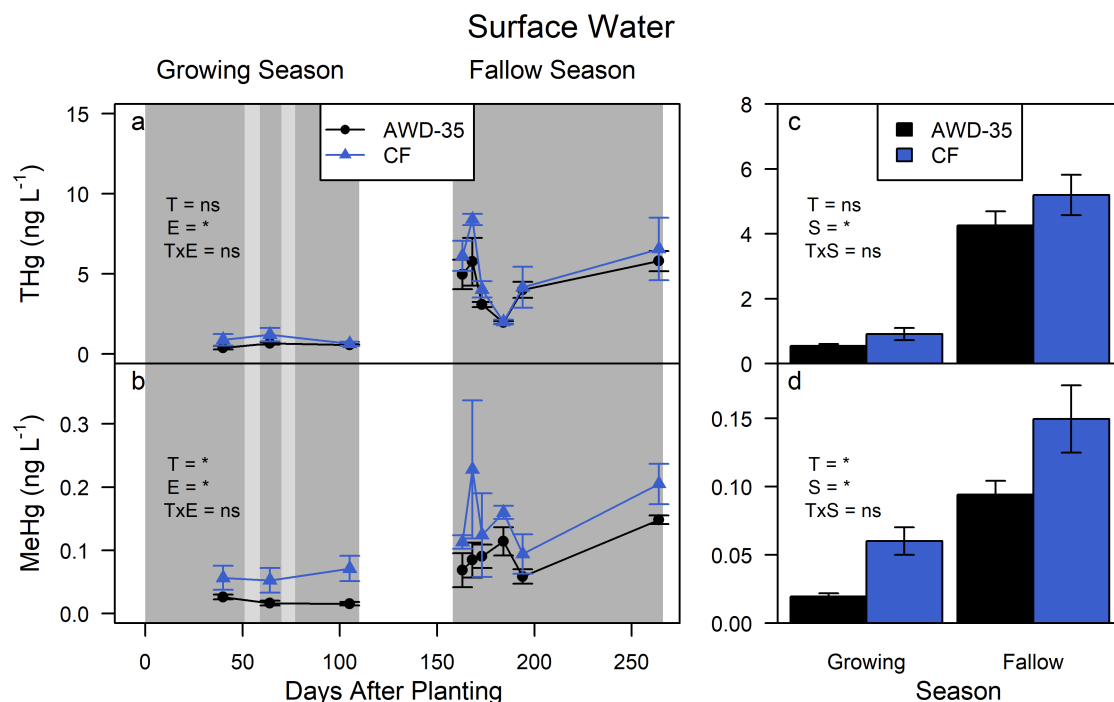 Surface Water
Growing Season
Fallow Season
a
AWD-35
CF
T = ns
E = *
TxE = ns
THg (ng L⁻¹)
15
10
5
0
b
T = *
E = *
TxE = ns
MeHg (ng L⁻¹)
0.3
0.2
0.1
0.0
0 50 100 150 200 250
Days After Planting
c
AWD-35
CF
T = ns
S = *
TxS = ns
8
6
4
2
0
d
T = *
S = *
TxS = ns
0.15
0.10
0.05
0.00
Growing Fallow
Season